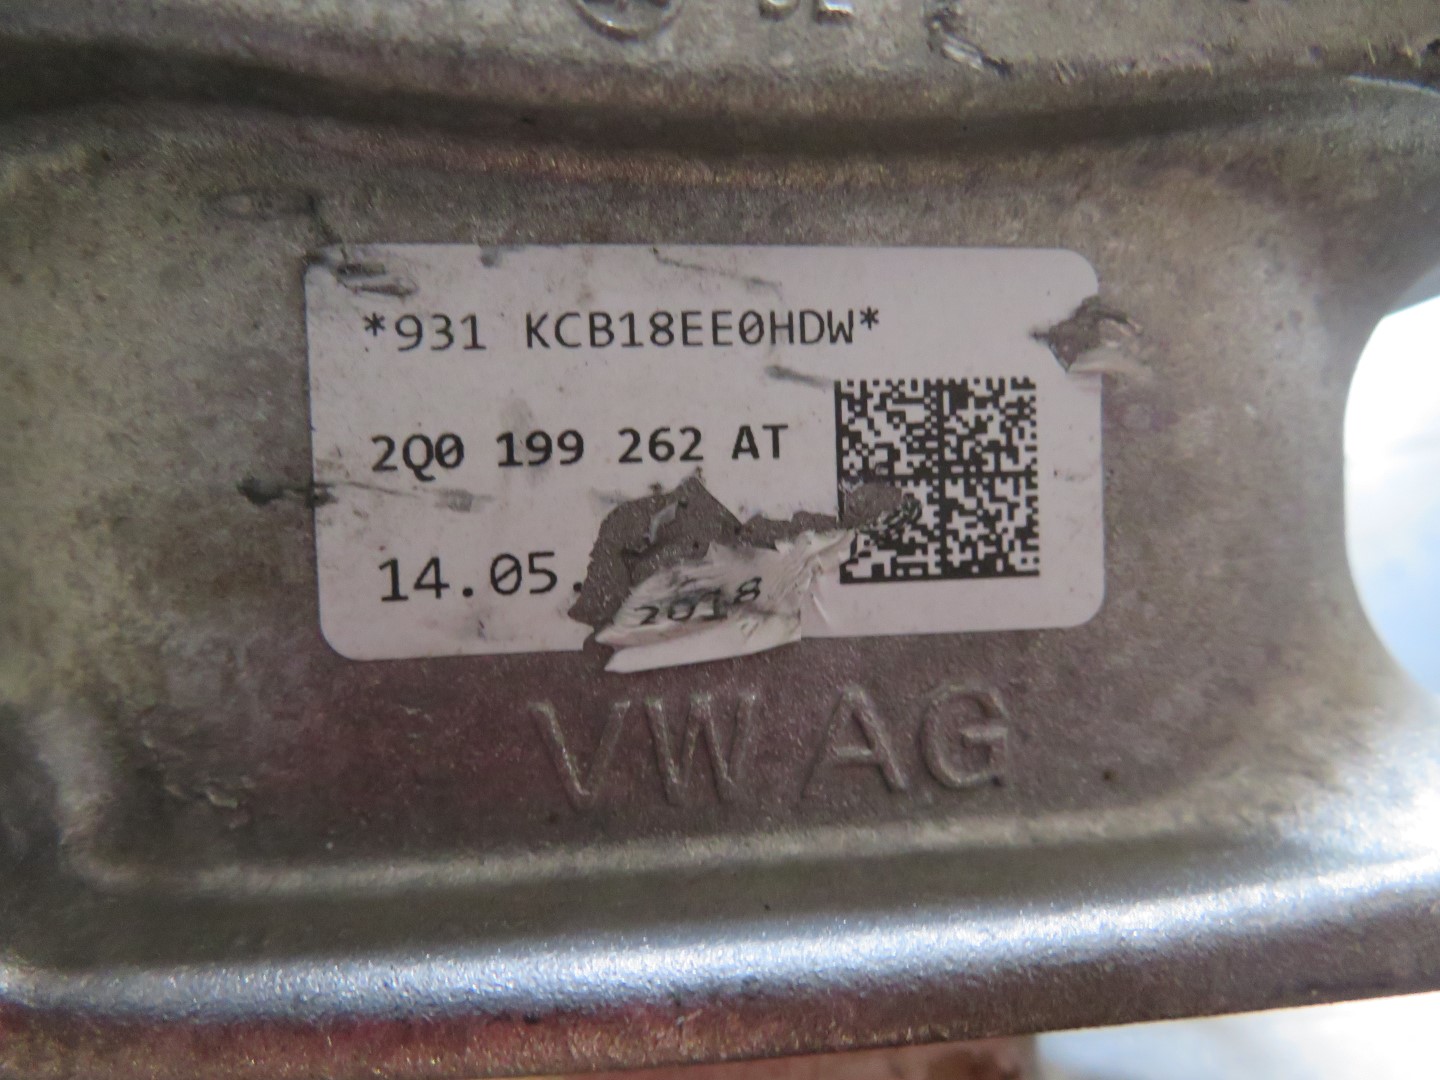 *931 KCB18EE0HDW*
2Q0 199 262 AT
14.05.2018
VW AG